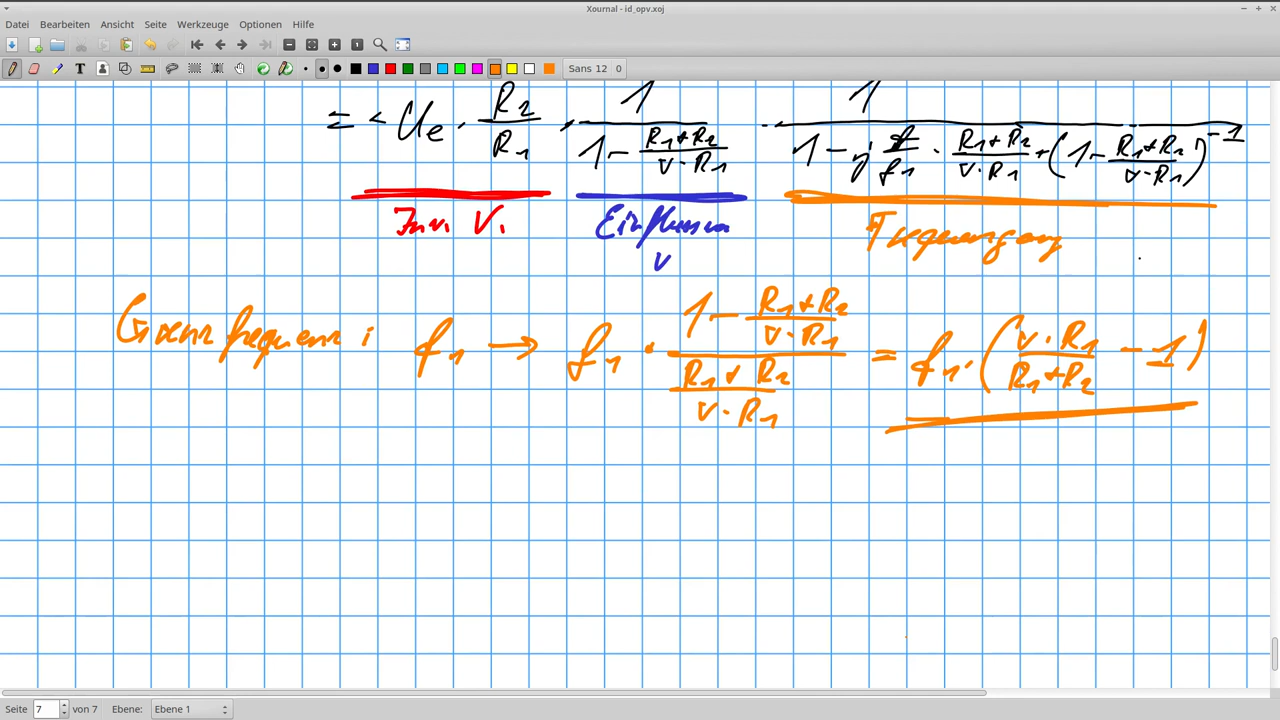 Xournal - id_opv.xoj
Datei Bearbeiten Ansicht Seite Werkzeuge Optionen Hilfe
Sans 12 0
= - Ue · R2/R1 · 1/(1 - (R1+R2)/(v·R1)) · 1/(1 - j f/f1 · (R1+R2)/(v·R1) + (1 - (R1+R2)/(v·R1))^-1)
Inv. V. Einfluss von v Frequenzgang
Grenzfrequenz: f1 → f1 · (1 - (R1+R2)/(v·R1))/((R1+R2)/(v·R1)) = f1·(v·R1/(R1+R2) - 1)
Seite 7 von 7 Ebene: Ebene 1